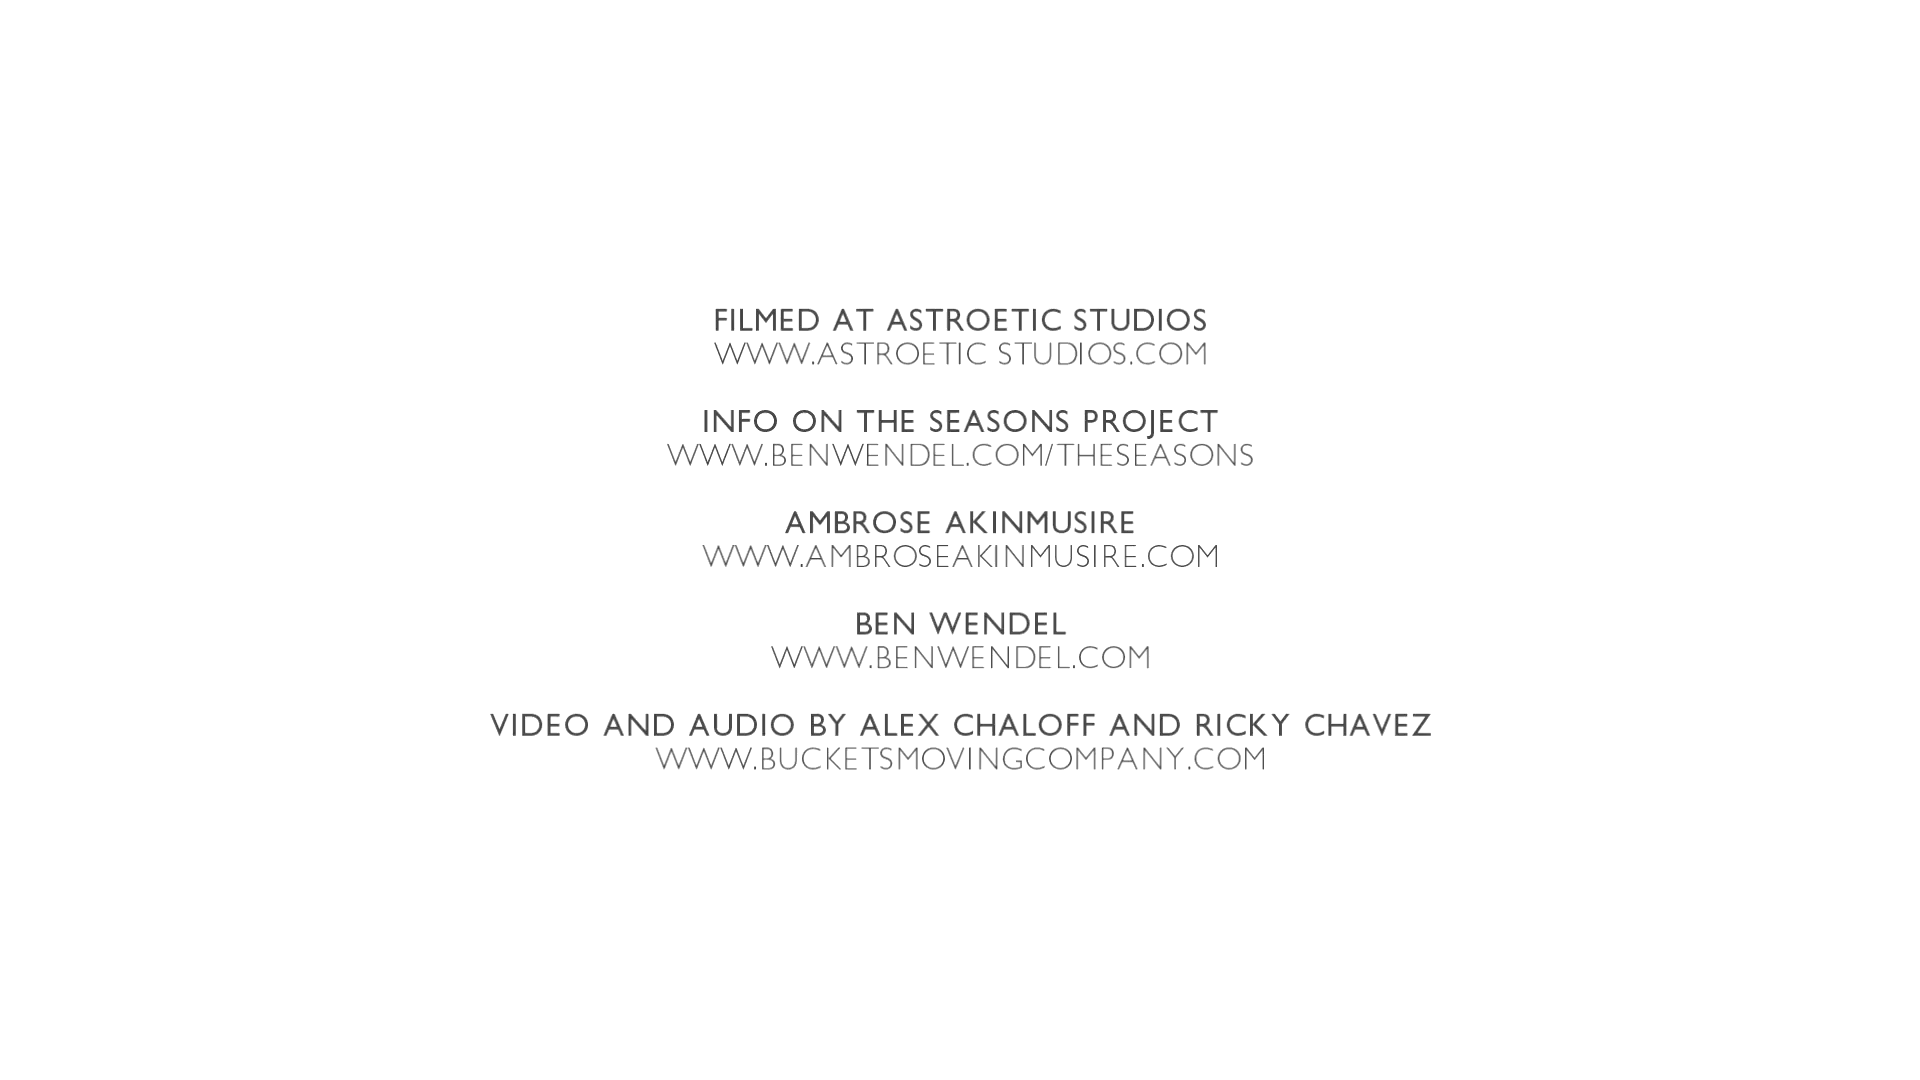 FILMED AT ASTROETIC STUDIOS
WWW.ASTROETIC STUDIOS.COM
INFO ON THE SEASONS PROJECT
WWW.BENWENDEL.COM/THESEASONS
AMBROSE AKINMUSIRE
WWW.AMBROSEAKINMUSIRE.COM
BEN WENDEL
WWW.BENWENDEL.COM
VIDEO AND AUDIO BY ALEX CHALOFF AND RICKY CHAVEZ
WWW.BUCKETSMOVINGCOMPANY.COM